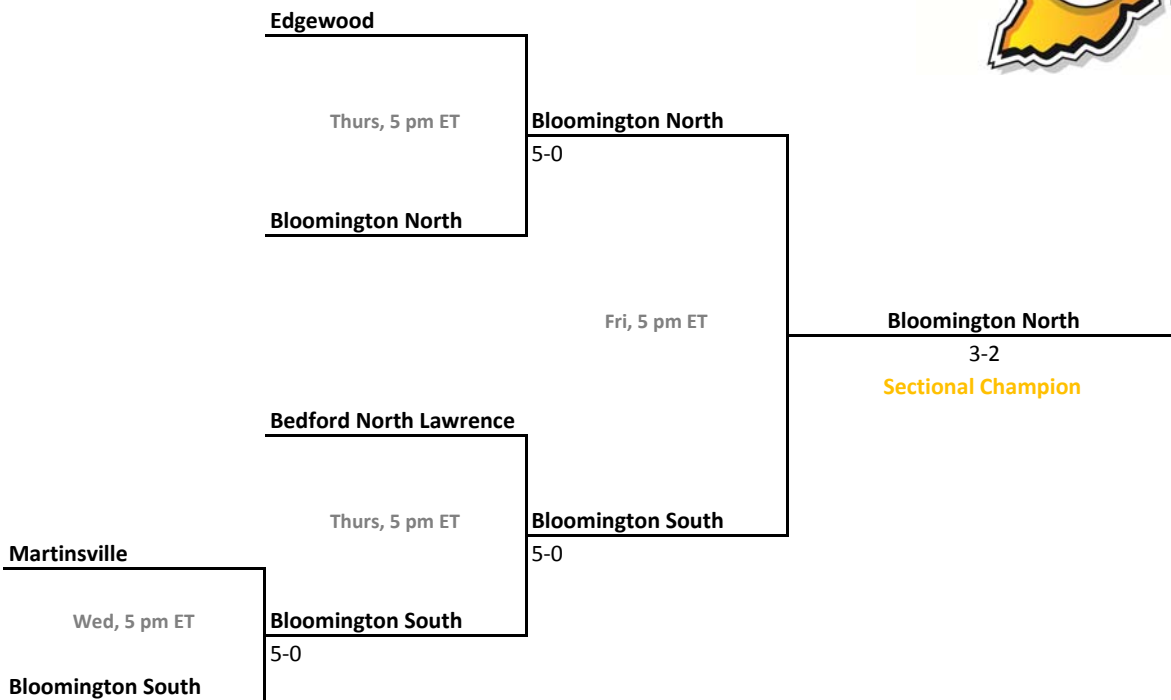 Edgewood
Thurs, 5 pm ET
Bloomington North
5-0
Bloomington North
Fri, 5 pm ET
Bloomington North
3-2
Sectional Champion
Bedford North Lawrence
Thurs, 5 pm ET
Bloomington South
5-0
Martinsville
Wed, 5 pm ET
Bloomington South
5-0
Bloomington South